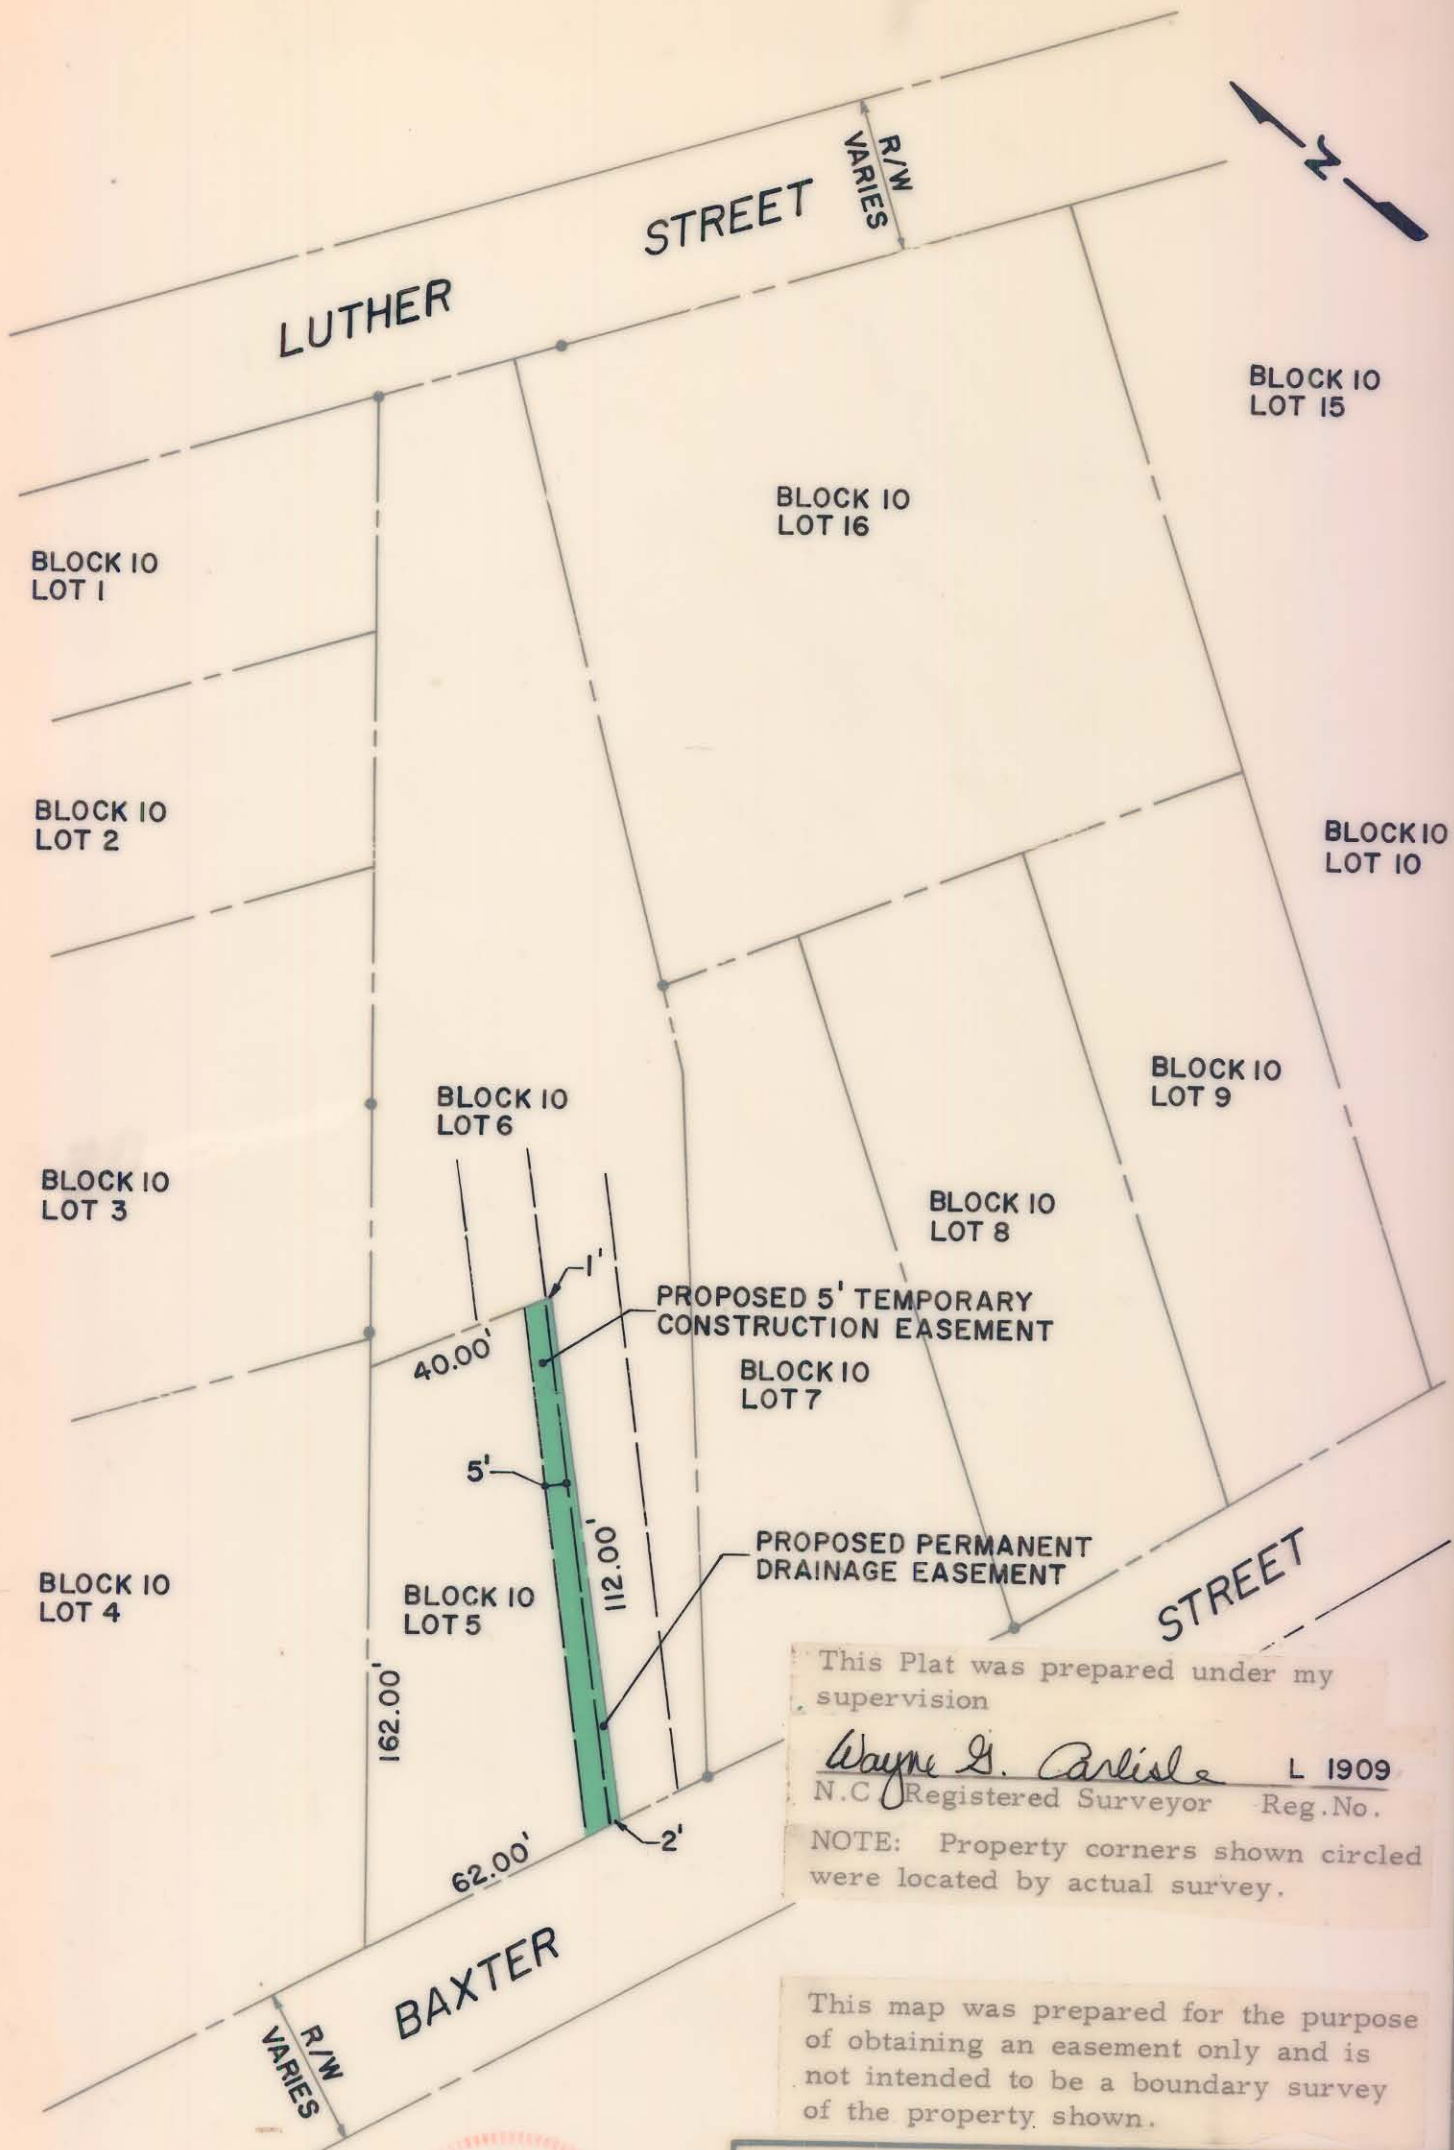 R/W
VARIES
N
LUTHER STREET
BLOCK 10
LOT 15
BLOCK 10
LOT 16
BLOCK 10
LOT 1
BLOCK 10
LOT 2
BLOCK 10
LOT 10
BLOCK 10
LOT 9
BLOCK 10
LOT 6
BLOCK 10
LOT 3
BLOCK 10
LOT 8
1'
PROPOSED 5' TEMPORARY
CONSTRUCTION EASEMENT
40.00'
BLOCK 10
LOT 7
5'
112.00'
PROPOSED PERMANENT
DRAINAGE EASEMENT
BLOCK 10
LOT 4
BLOCK 10
LOT 5
162.00'
This Plat was prepared under my
supervision
Wayne G. Carlisle L 1909
N.C. Registered Surveyor Reg.No.
NOTE: Property corners shown circled
were located by actual survey.
2'
62.00'
BAXTER STREET
R/W
VARIES
This map was prepared for the purpose
of obtaining an easement only and is
not intended to be a boundary survey
of the property shown.